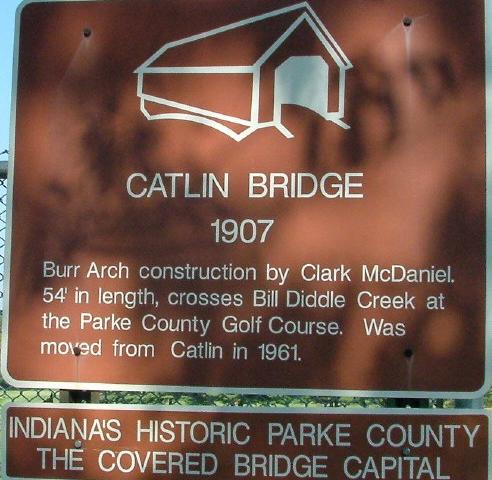 CATLIN BRIDGE
1907
Burr Arch construction by Clark McDaniel.
54' in length, crosses Bill Diddle Creek at
the Parke County Golf Course. Was
moved from Catlin in 1961.
INDIANA'S HISTORIC PARKE COUNTY
THE COVERED BRIDGE CAPITAL